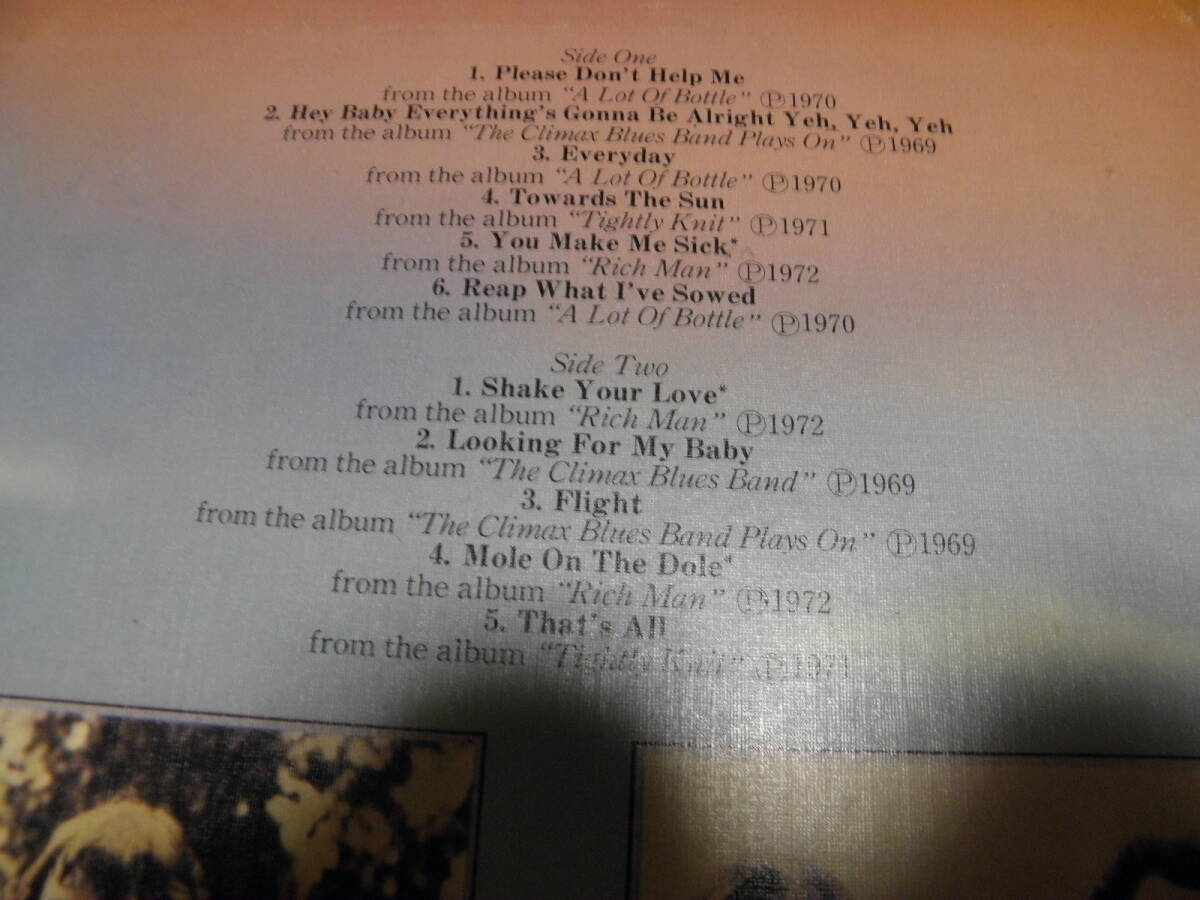 Side One
1. Please Don't Help Me
from the album "A Lot Of Bottle" ℗1970
2. Hey Baby Everything's Gonna Be Alright Yeh, Yeh, Yeh
from the album "The Climax Blues Band Plays On" ℗1969
3. Everyday
from the album "A Lot Of Bottle" ℗1970
4. Towards The Sun
from the album "Tightly Knit" ℗1971
5. You Make Me Sick*
from the album "Rich Man" ℗1972
6. Reap What I've Sowed
from the album "A Lot Of Bottle" ℗1970
Side Two
1. Shake Your Love*
from the album "Rich Man" ℗1972
2. Looking For My Baby
from the album "The Climax Blues Band" ℗1969
3. Flight
from the album "The Climax Blues Band Plays On" ℗1969
4. Mole On The Dole*
from the album "Rich Man" ℗1972
5. That's All
from the album "Tightly Knit" ℗1971